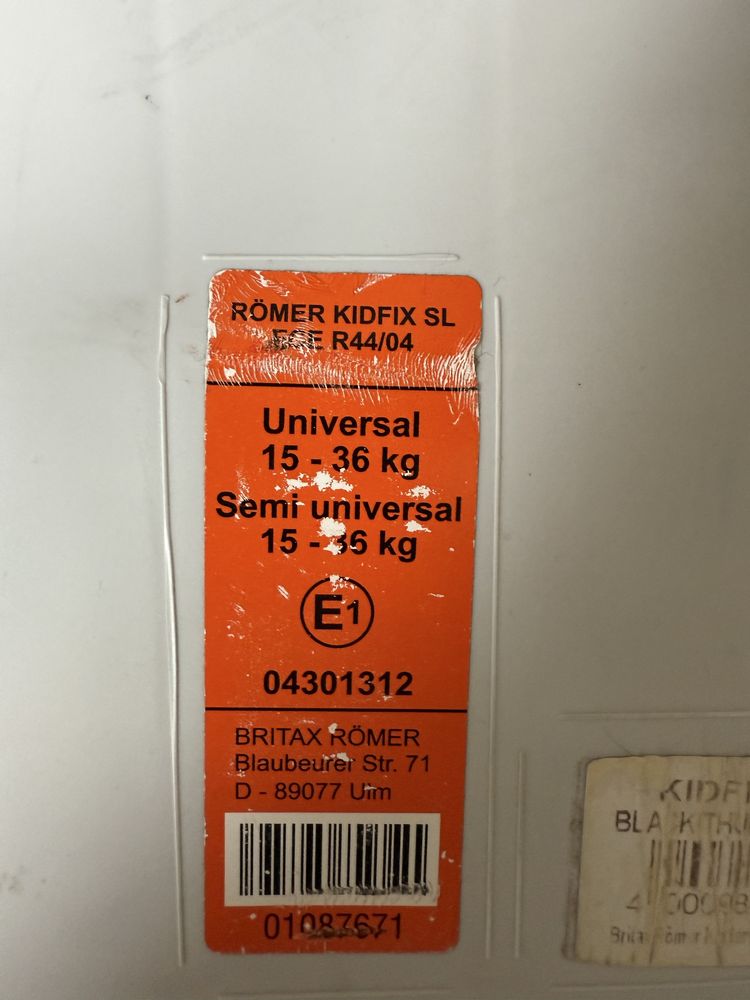 RÖMER KIDFIX SL
ECE R44/04
Universal
15 - 36 kg
Semi universal
15 - 36 kg
E1
04301312
BRITAX RÖMER
Blaubeurer Str. 71
D - 89077 Ulm
01087671
KIDFI